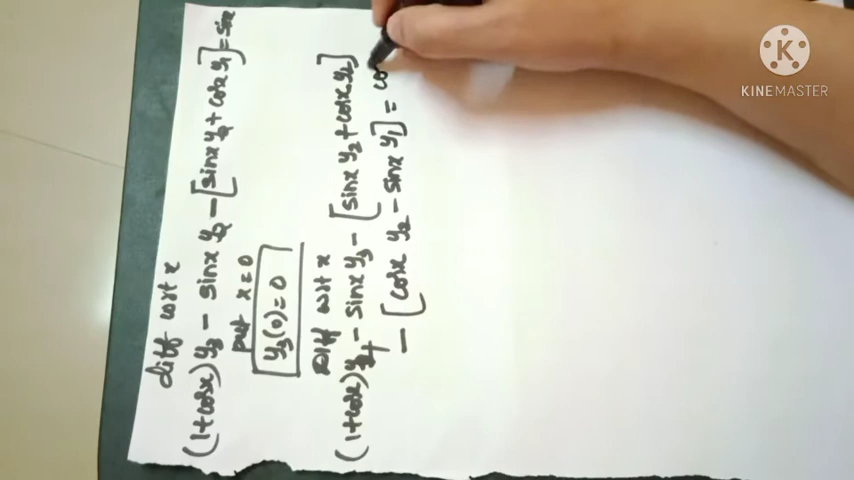 diff wrt x
(1+cosx)y₃ - sinx y₂ - [sinx y₂ + cosx y₁] = sinx
put x=0
y₃(0)=0
Diff wrt x
(1+cosx)y₄ - sinx y₃ - [sinx y₃ + cosx y₂]
- [cosx y₂ - sinx y₁] = co
KINEMASTER